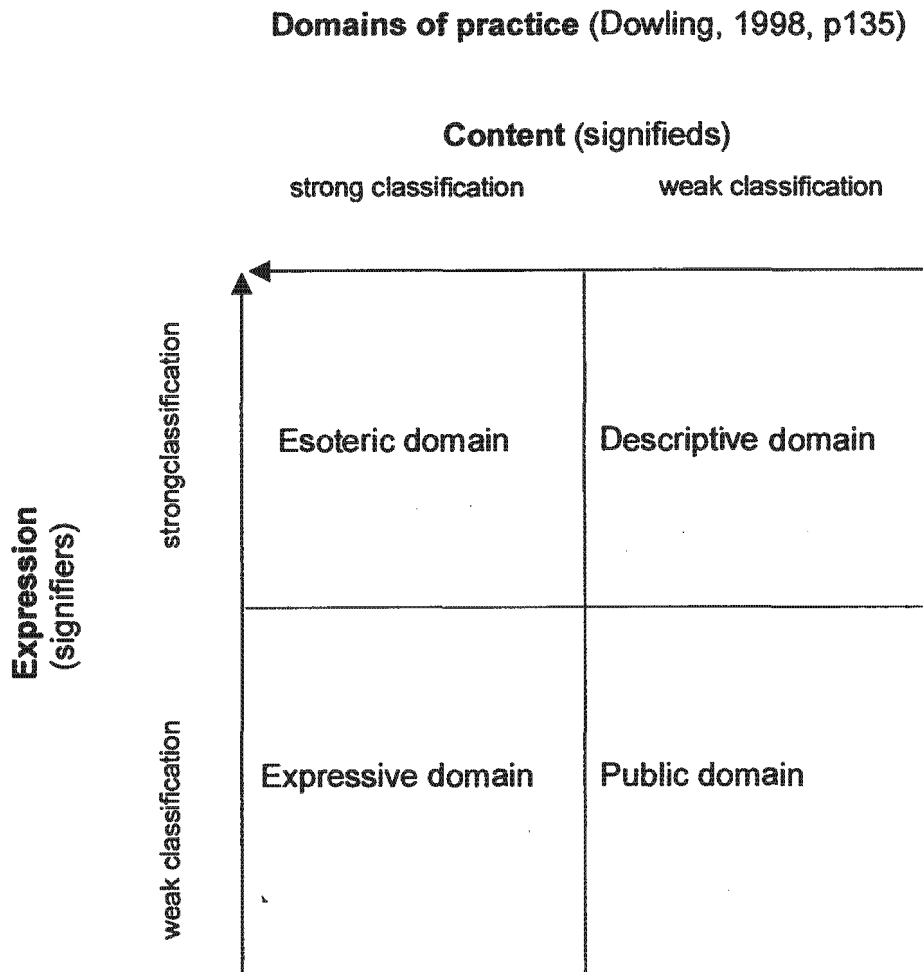 Domains of practice (Dowling, 1998, p135)
Content (signifieds)
strong classification weak classification
strongclassification
Esoteric domain Descriptive domain
Expression
(signifiers)
weak classification
Expressive domain Public domain